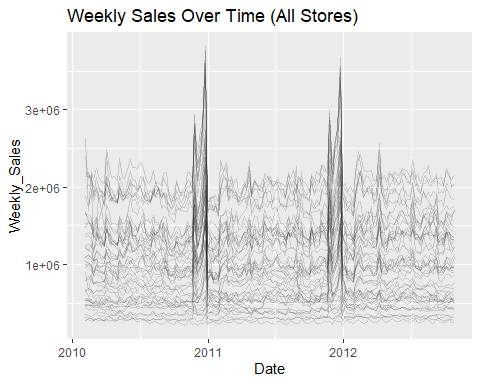 Weekly Sales Over Time (All Stores)
3e+06
2e+06
1e+06
Weekly_Sales
2010
2011
2012
Date